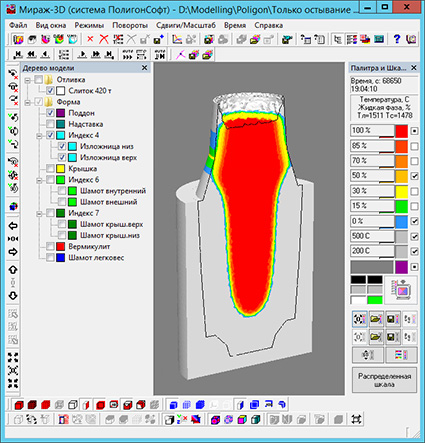 Мираж-3D (система ПолигонСофт) - D:\Modelling\Poligon\Только остывание ...
Файл Вид окна Режимы Повороты Сдвиги/Масштаб Время Справка
Дерево модели
Отливка
Слиток 420 т
Форма
Поддон
Надставка
Индекс 4
Изложница низ
Изложница верх
Крышка
Индекс 6
Шамот внутренний
Шамот внешний
Индекс 7
Шамот крыш.верх
Шамот крыш.низ
Вермикулит
Шамот легковес
Палитра и Шка...
Время, с: 68650
19:04:10
Температура, С
Жидкая фаза, %
Тл=1511 Тс=1478
100 %
85 %
70 %
50 %
30 %
15 %
0 %
500 С
200 С
Распределенная
шкала